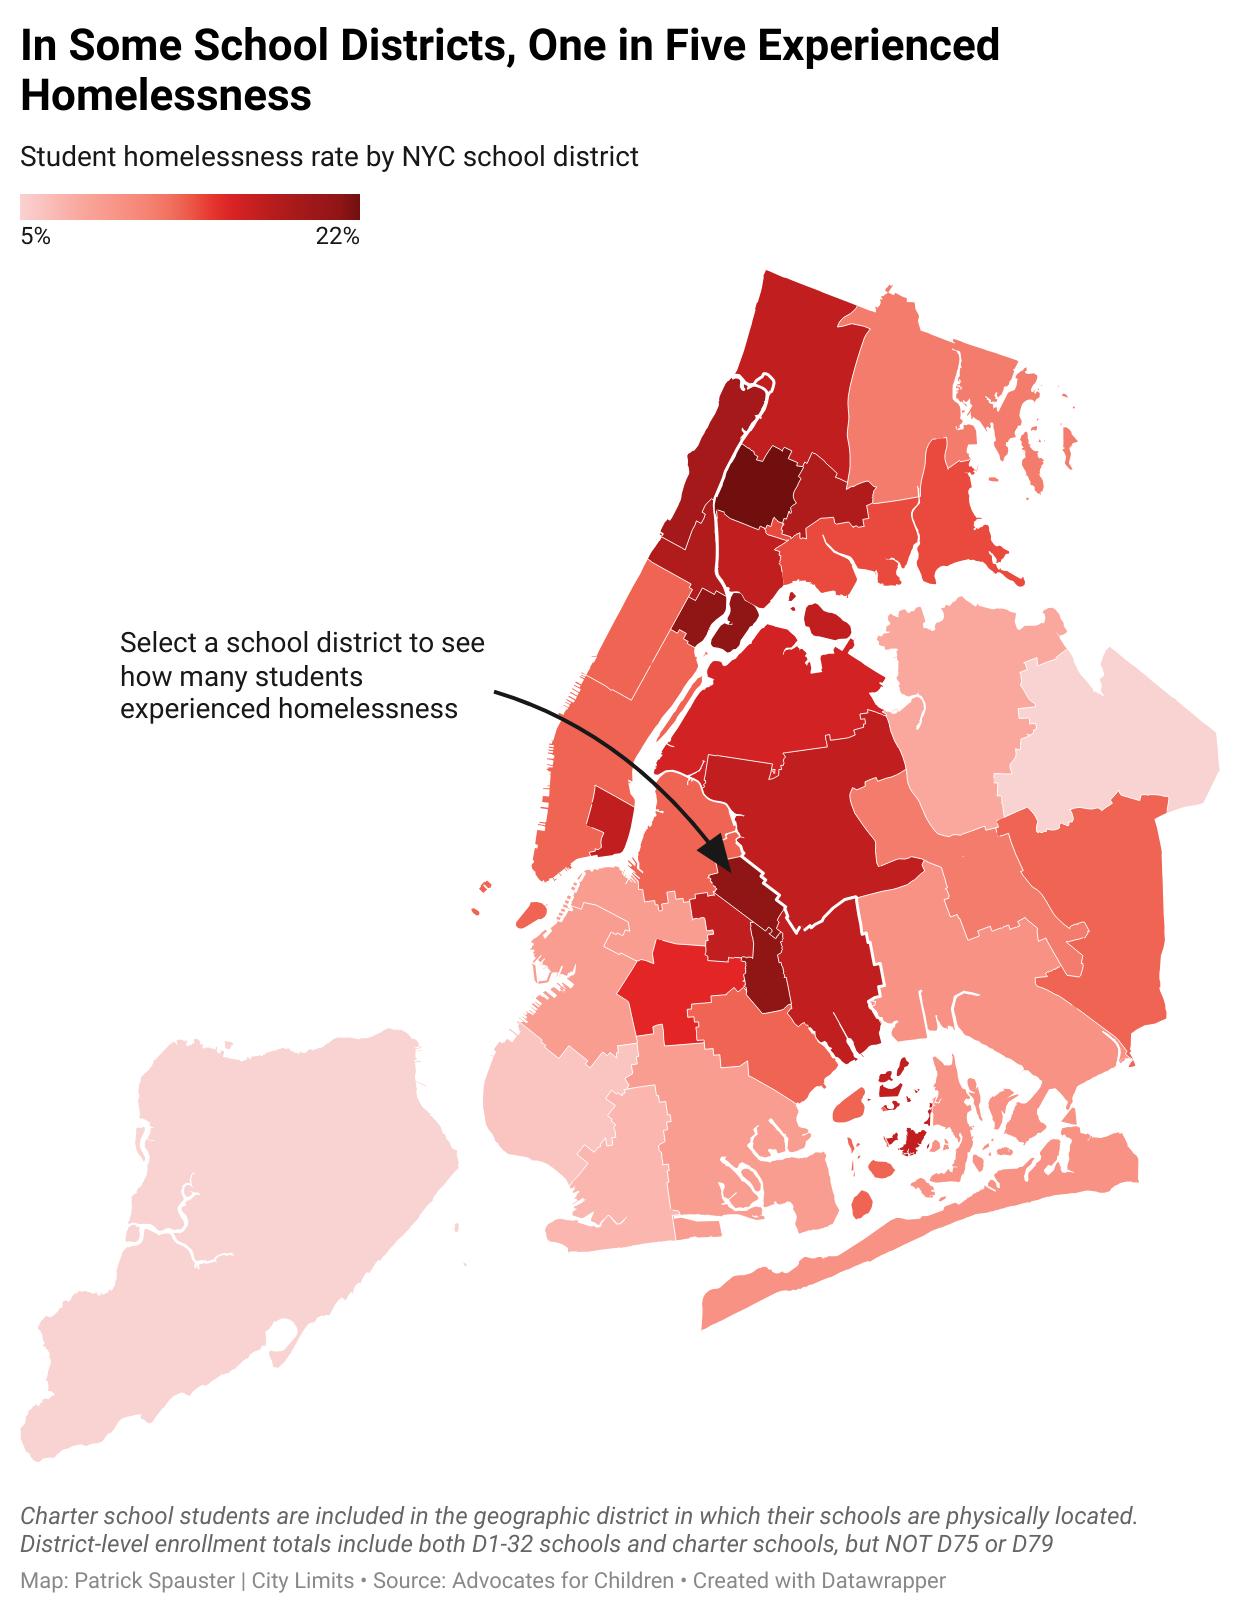 In Some School Districts, One in Five Experienced
Homelessness
Student homelessness rate by NYC school district
5%
22%
Select a school district to see
how many students
experienced homelessness
Charter school students are included in the geographic district in which their schools are physically located.
District-level enrollment totals include both D1-32 schools and charter schools, but NOT D75 or D79
Map: Patrick Spauster | City Limits • Source: Advocates for Children • Created with Datawrapper